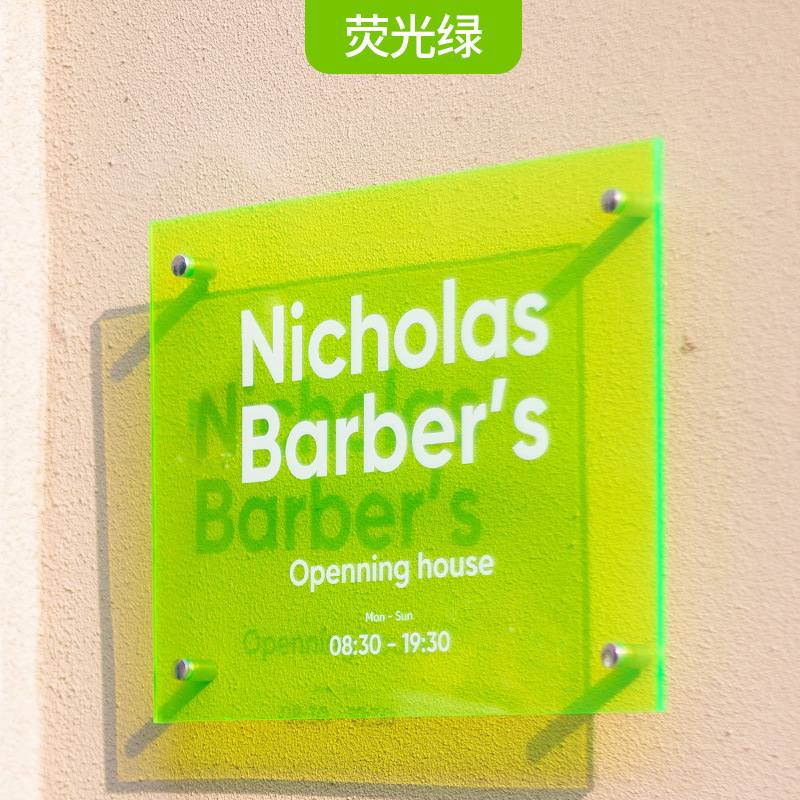 荧光绿
Nicholas
Barber's
Openning house
Mon - Sun
08:30 - 19:30